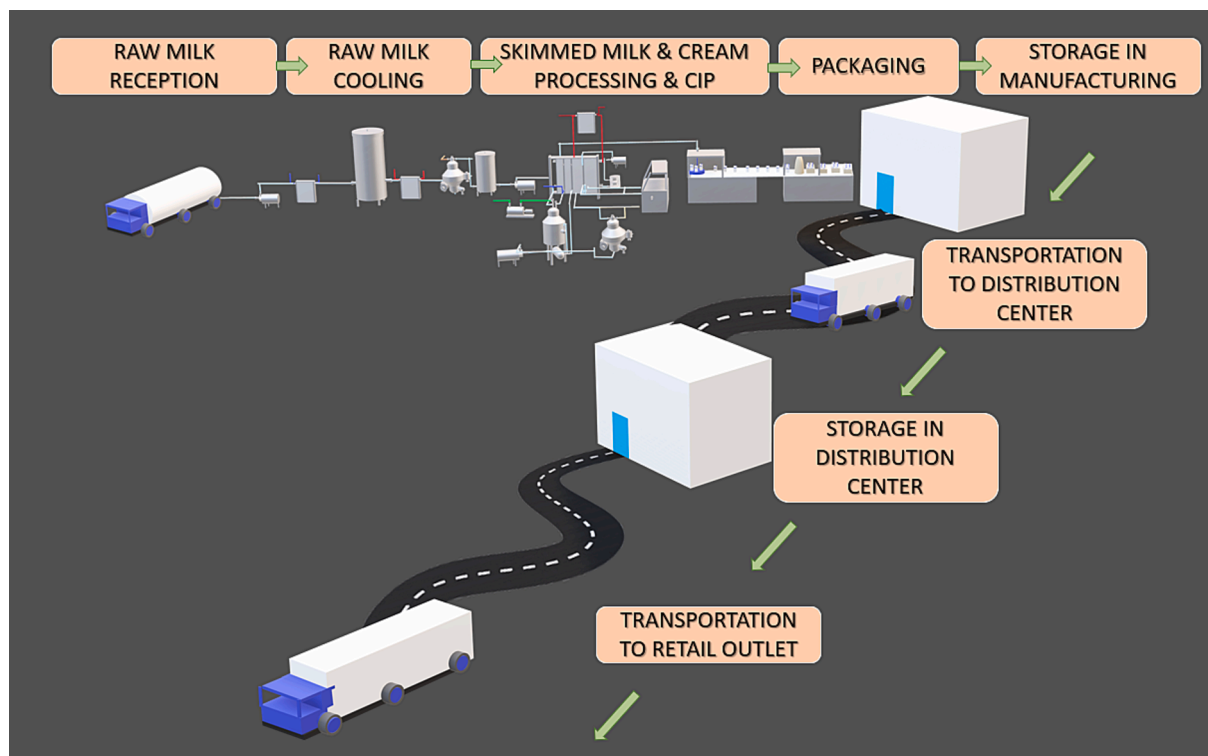 RAW MILK
RECEPTION
RAW MILK
COOLING
SKIMMED MILK & CREAM
PROCESSING & CIP
PACKAGING
STORAGE IN
MANUFACTURING
TRANSPORTATION
TO DISTRIBUTION
CENTER
STORAGE IN
DISTRIBUTION
CENTER
TRANSPORTATION
TO RETAIL OUTLET